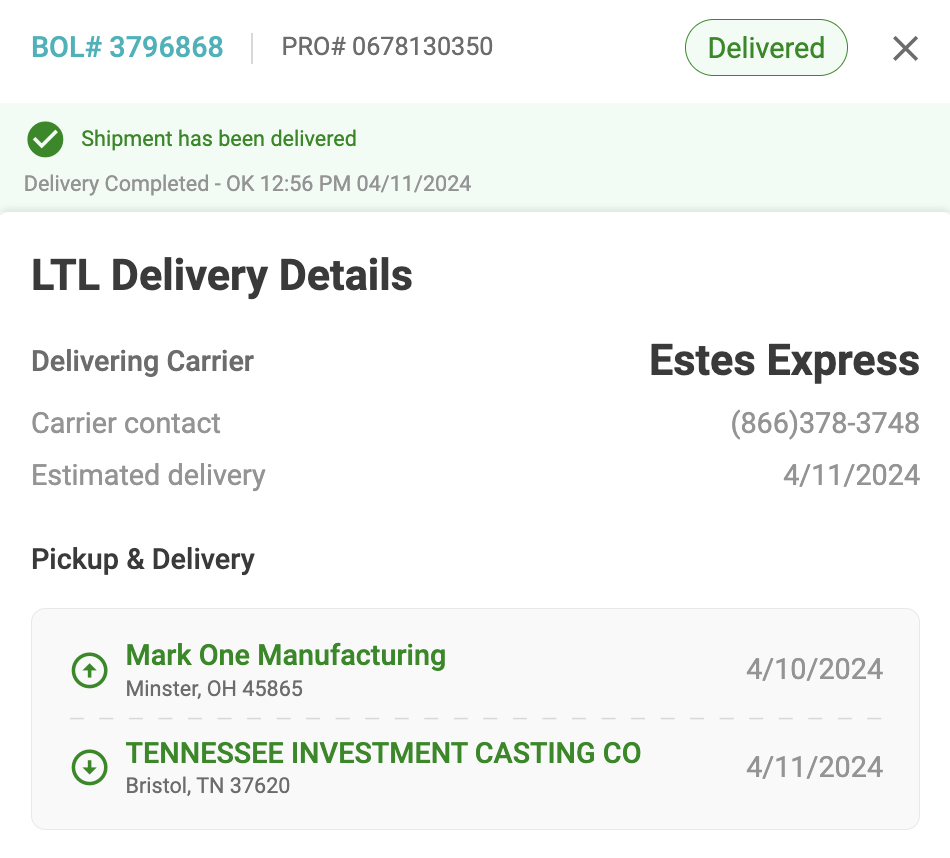 BOL# 3796868 | PRO# 0678130350 Delivered
Shipment has been delivered
Delivery Completed - OK 12:56 PM 04/11/2024
LTL Delivery Details
Delivering Carrier Estes Express
Carrier contact (866)378-3748
Estimated delivery 4/11/2024
Pickup & Delivery
Mark One Manufacturing 4/10/2024
Minster, OH 45865
TENNESSEE INVESTMENT CASTING CO 4/11/2024
Bristol, TN 37620